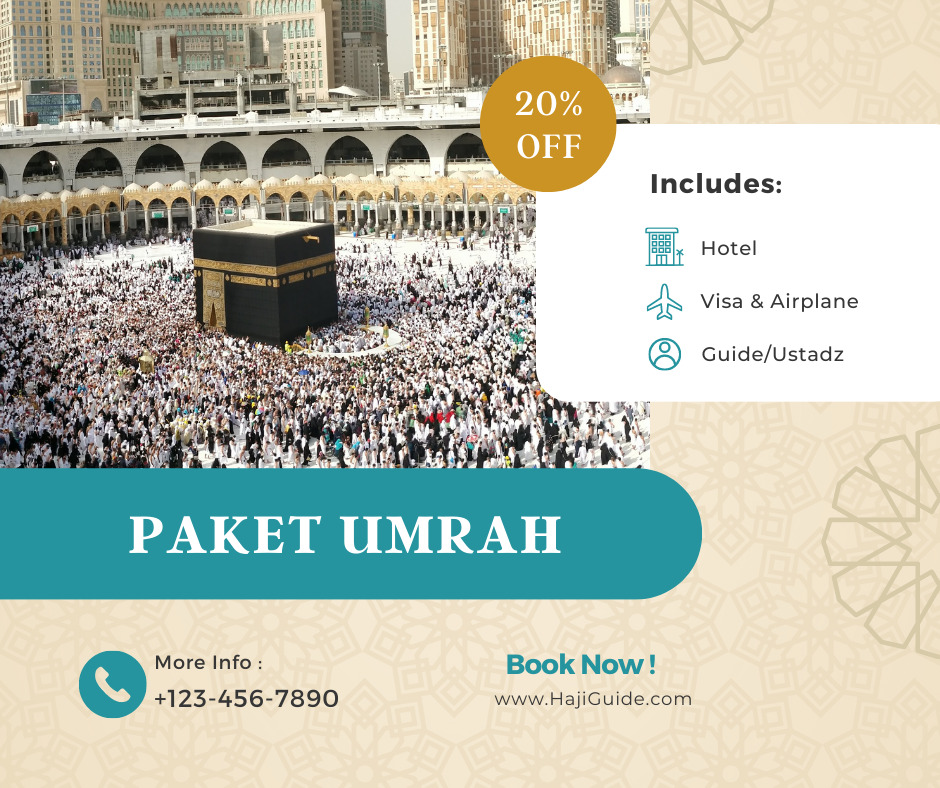 20%
OFF
Includes:
Hotel
Visa & Airplane
Guide/Ustadz
PAKET UMRAH
More Info :
+123-456-7890
Book Now !
www.HajiGuide.com